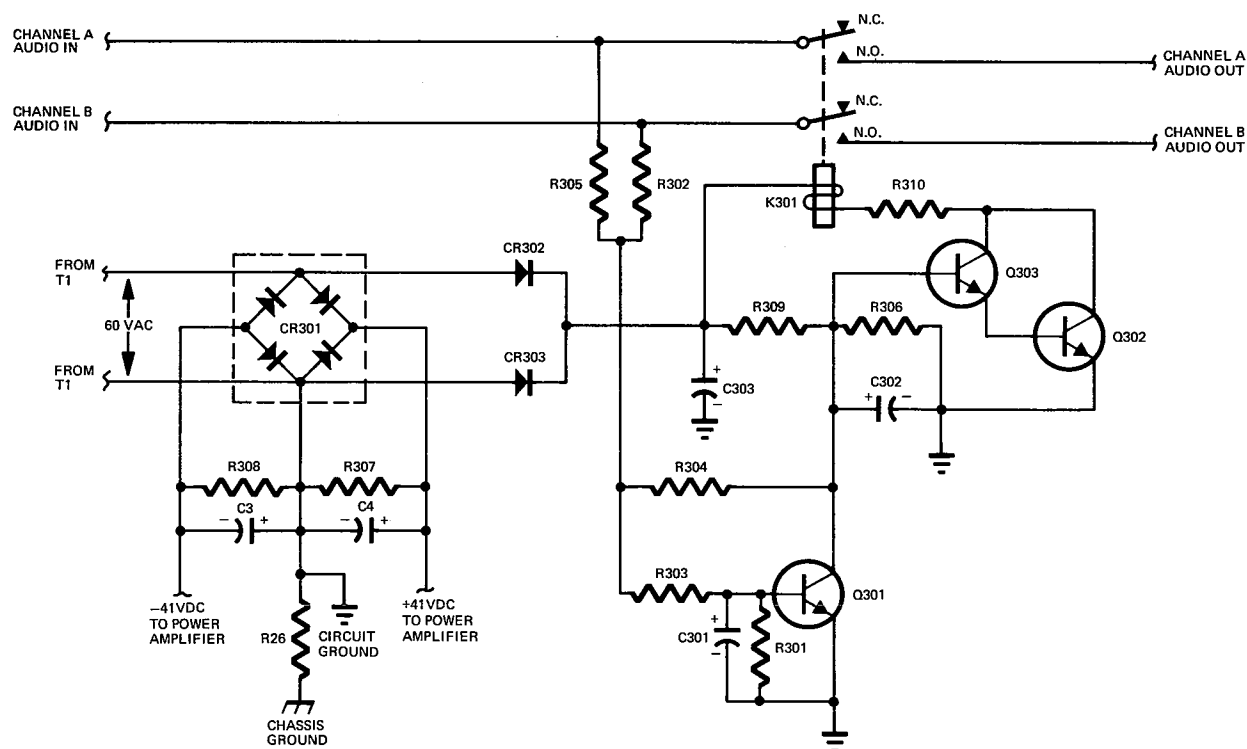 CHANNEL A
AUDIO IN
N.C.
N.O.
CHANNEL A
AUDIO OUT
CHANNEL B
AUDIO IN
N.C.
N.O.
CHANNEL B
AUDIO OUT
R305
R302
K301
R310
CR302
Q303
FROM
T1
60 VAC
CR301
R309
R306
Q302
CR303
FROM
T1
+
C303
-
C302
+
-
R308
R307
R304
C3
C4
-
+
-
+
R303
Q301
-41VDC
TO POWER
AMPLIFIER
R26
CIRCUIT
GROUND
+41VDC
TO POWER
AMPLIFIER
+
C301
-
R301
CHASSIS
GROUND